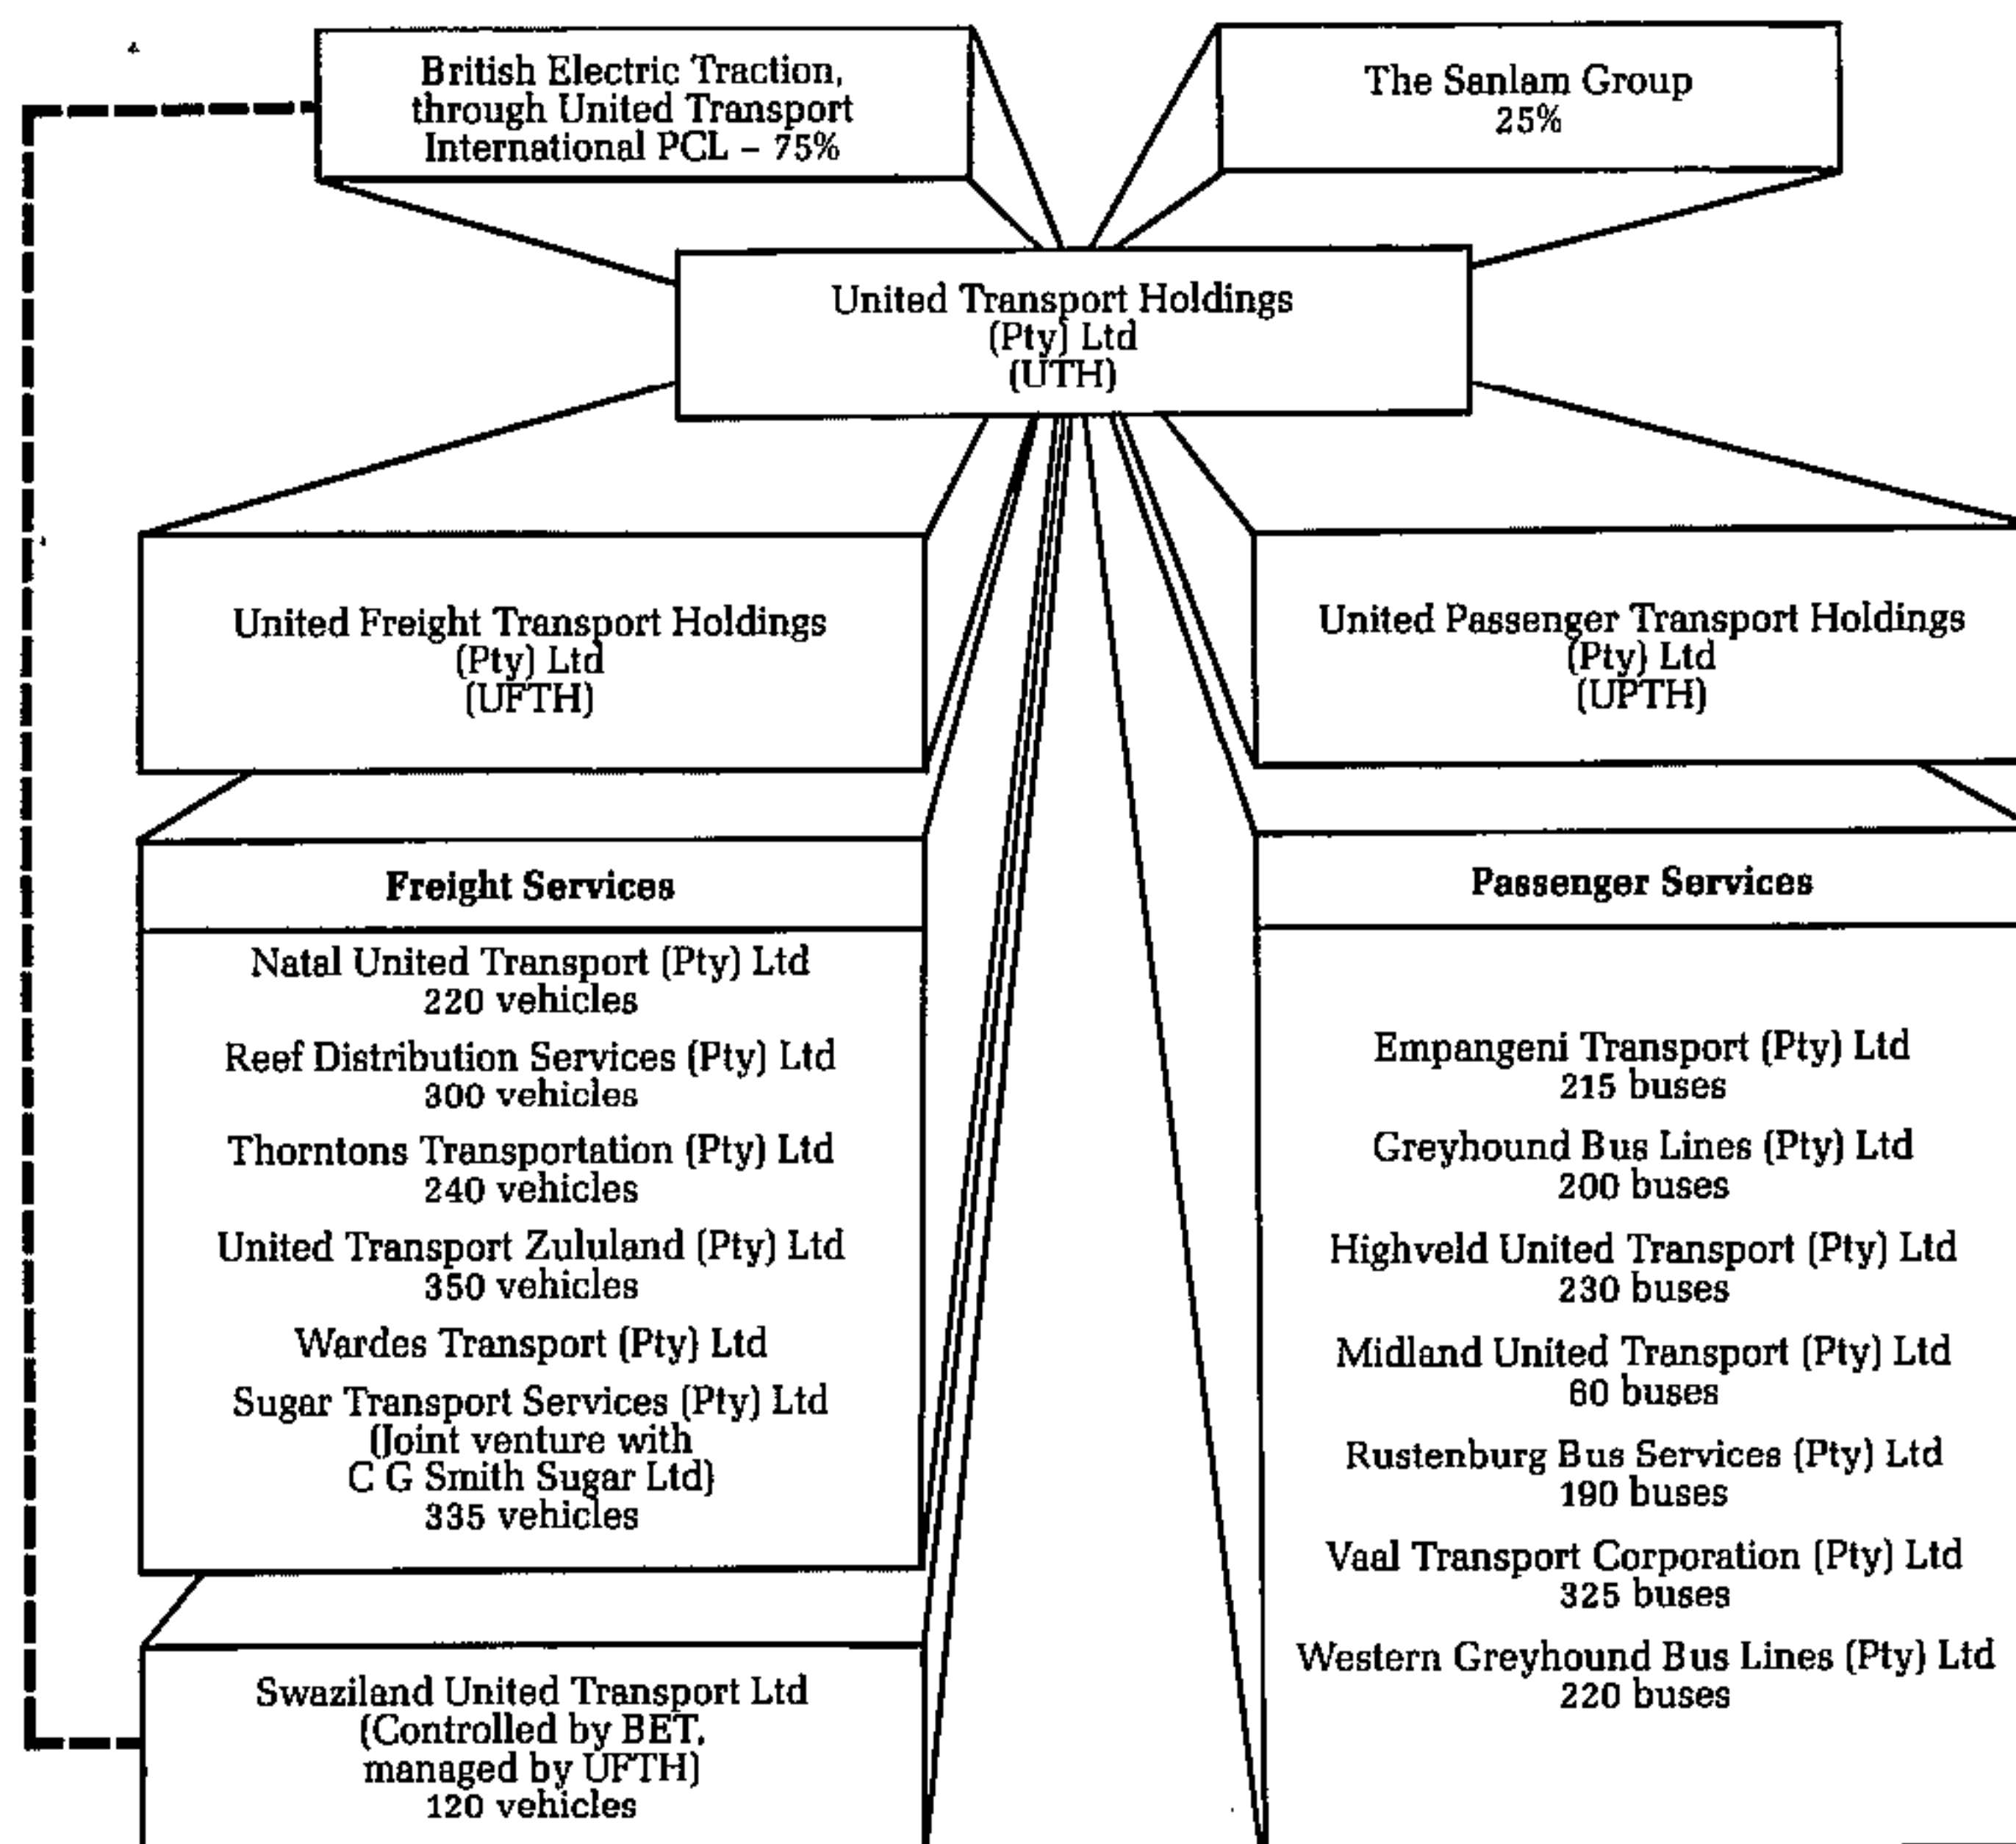 British Electric Traction,
through United Transport
International PCL – 75%
The Sanlam Group
25%
United Transport Holdings
(Pty) Ltd
(UTH)
United Freight Transport Holdings
(Pty) Ltd
(UFTH)
United Passenger Transport Holdings
(Pty) Ltd
(UPTH)
Freight Services
Natal United Transport (Pty) Ltd
220 vehicles
Reef Distribution Services (Pty) Ltd
300 vehicles
Thorntons Transportation (Pty) Ltd
240 vehicles
United Transport Zululand (Pty) Ltd
350 vehicles
Wardes Transport (Pty) Ltd
Sugar Transport Services (Pty) Ltd
(Joint venture with
C G Smith Sugar Ltd)
335 vehicles
Swaziland United Transport Ltd
(Controlled by BET,
managed by UFTH)
120 vehicles
Passenger Services
Empangeni Transport (Pty) Ltd
215 buses
Greyhound Bus Lines (Pty) Ltd
200 buses
Highveld United Transport (Pty) Ltd
230 buses
Midland United Transport (Pty) Ltd
60 buses
Rustenburg Bus Services (Pty) Ltd
190 buses
Vaal Transport Corporation (Pty) Ltd
325 buses
Western Greyhound Bus Lines (Pty) Ltd
220 buses